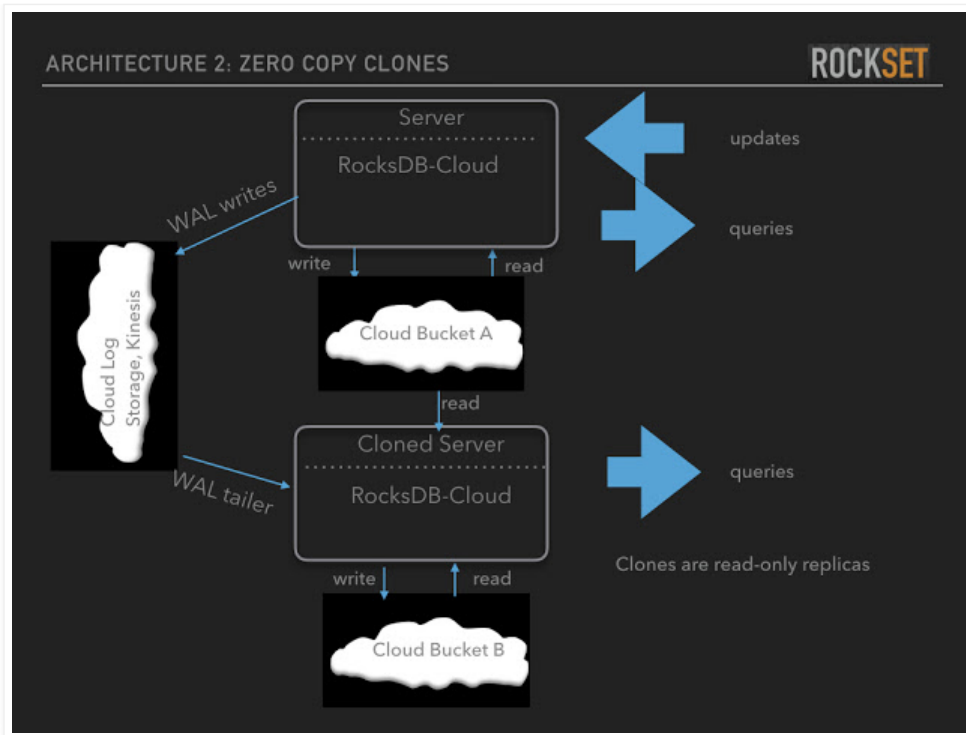 ARCHITECTURE 2: ZERO COPY CLONES
ROCKSET
Server
RocksDB-Cloud
updates
queries
WAL writes
write
read
Cloud Bucket A
Cloud Log
Storage, Kinesis
read
Cloned Server
RocksDB-Cloud
queries
WAL tailer
Clones are read-only replicas
write
read
Cloud Bucket B